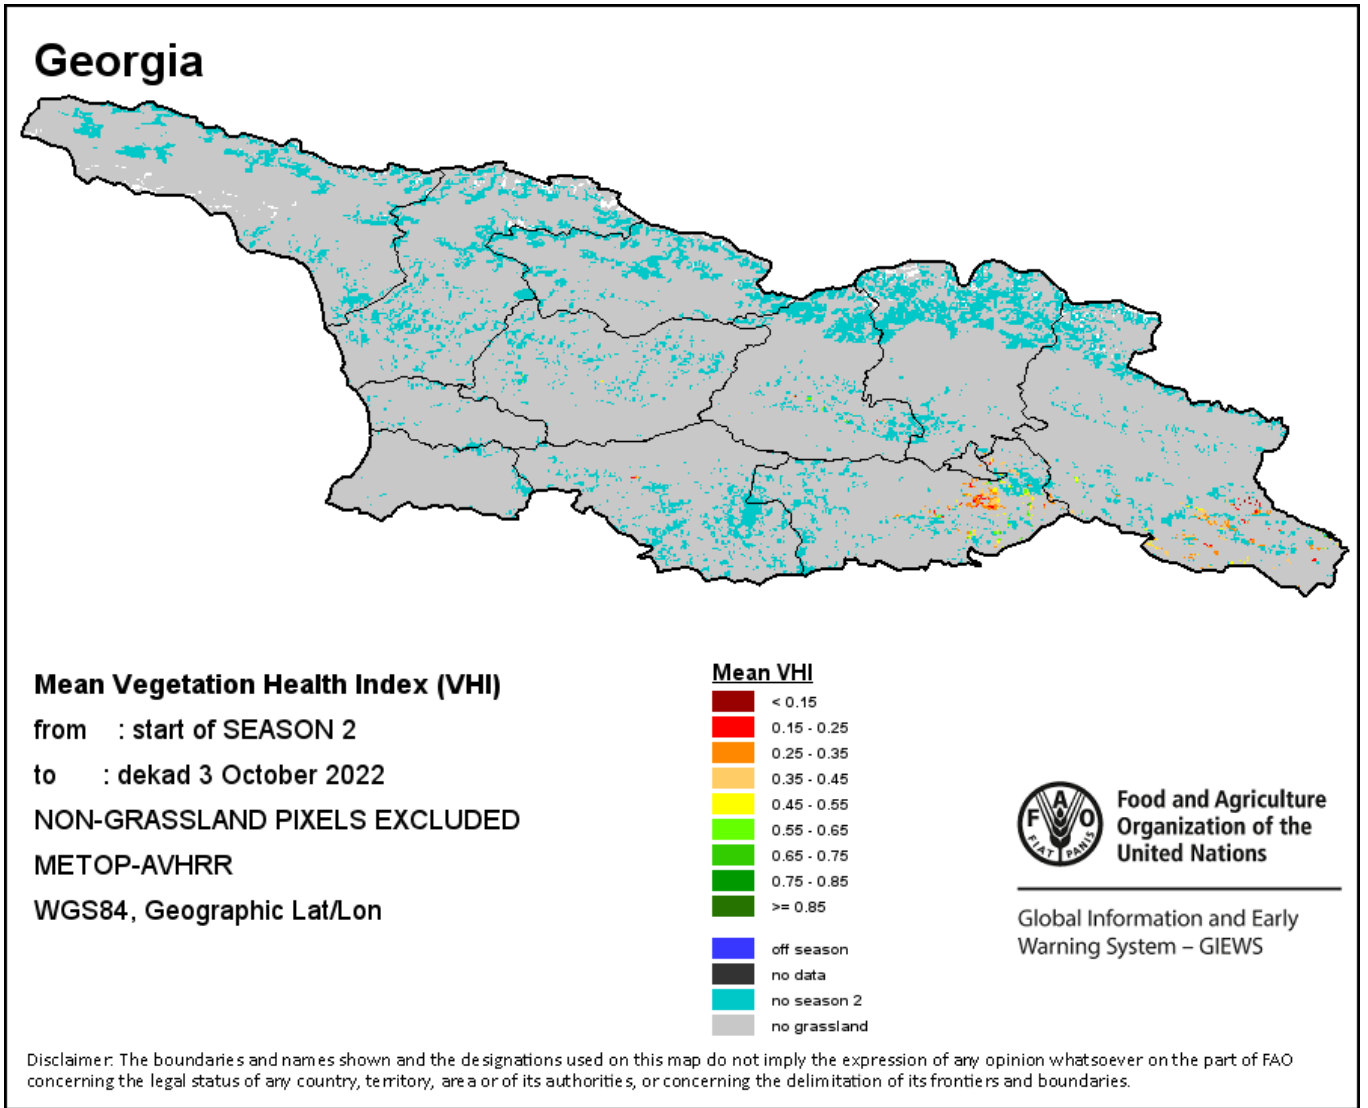 Georgia
Mean Vegetation Health Index (VHI)
from : start of SEASON 2
to : dekad 3 October 2022
NON-GRASSLAND PIXELS EXCLUDED
METOP-AVHRR
WGS84, Geographic Lat/Lon
Mean VHI
< 0.15
0.15 - 0.25
0.25 - 0.35
0.35 - 0.45
0.45 - 0.55
0.55 - 0.65
0.65 - 0.75
0.75 - 0.85
>= 0.85
off season
no data
no season 2
no grassland
F A O
FIAT PANIS
Food and Agriculture
Organization of the
United Nations
Global Information and Early
Warning System – GIEWS
Disclaimer: The boundaries and names shown and the designations used on this map do not imply the expression of any opinion whatsoever on the part of FAO
concerning the legal status of any country, territory, area or of its authorities, or concerning the delimitation of its frontiers and boundaries.